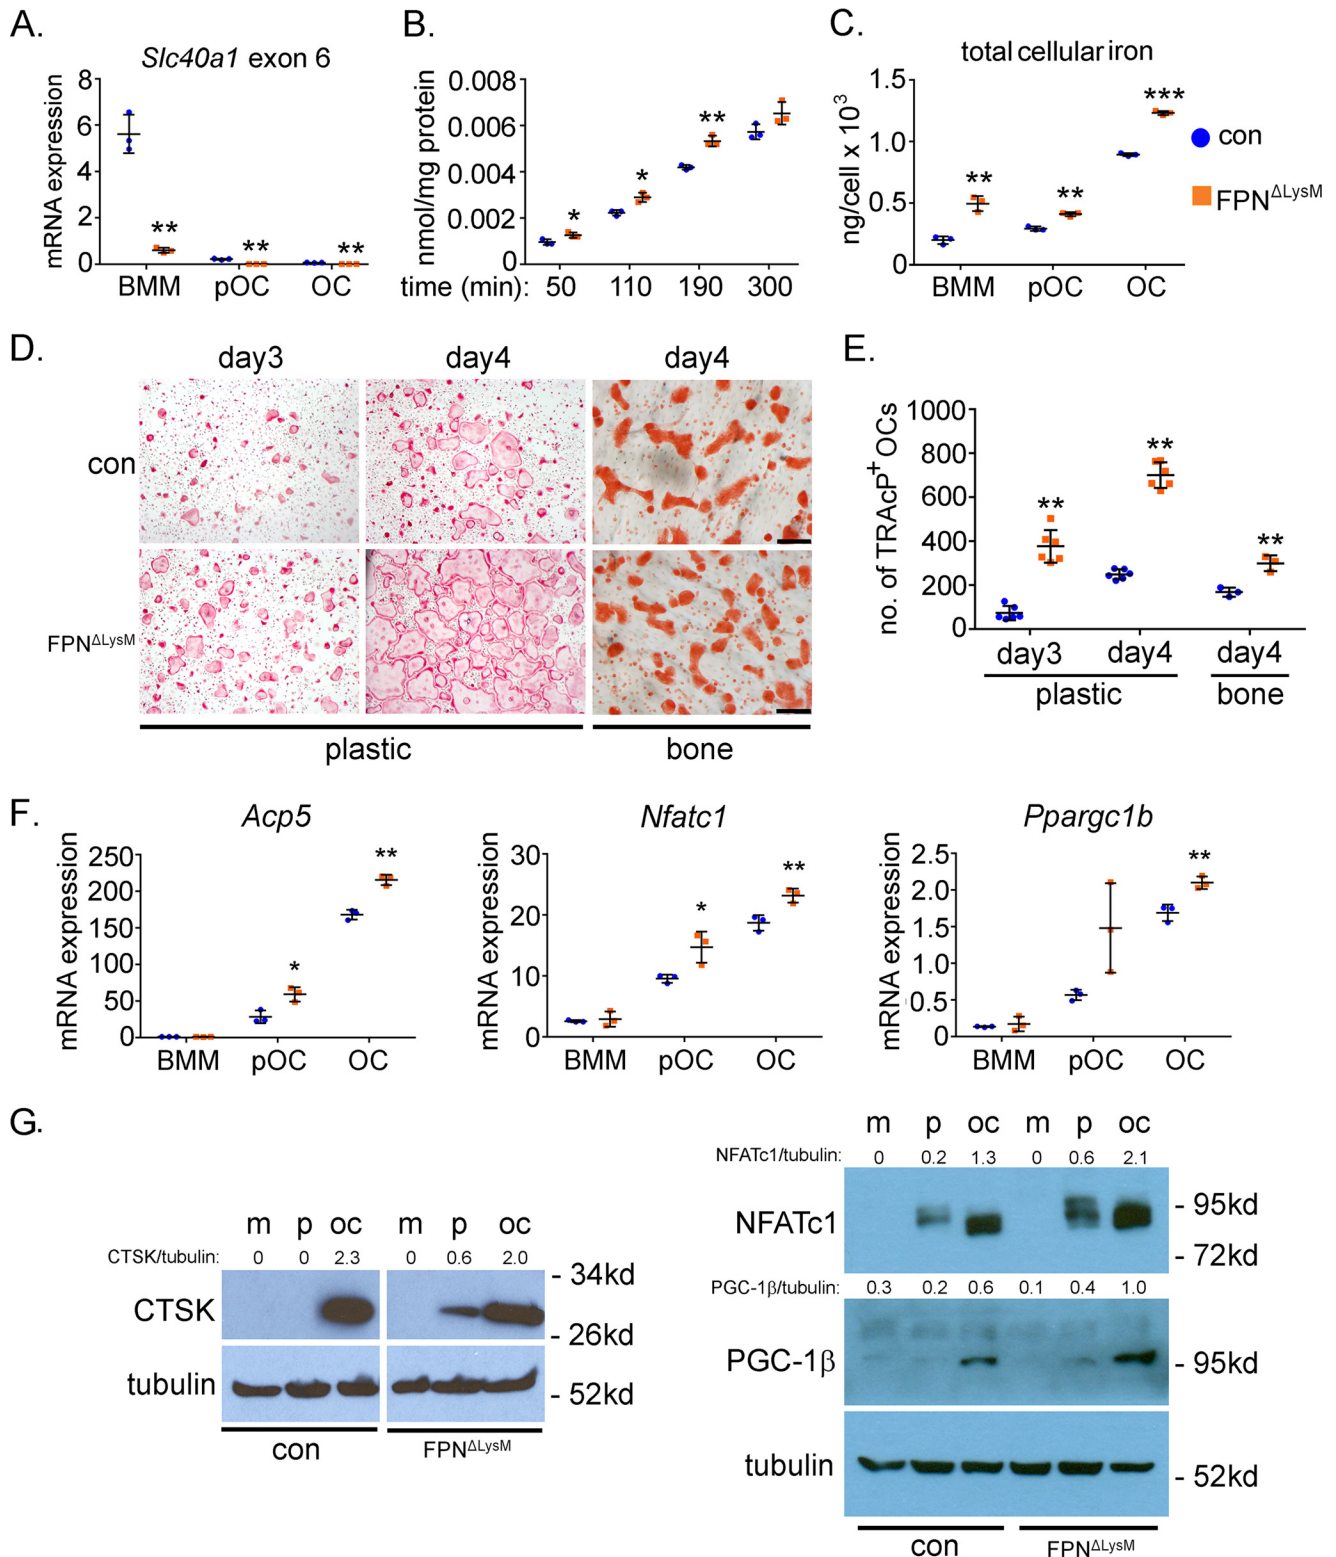 A.
Slc40a1 exon 6
mRNA expression
8
6
4
2
0
**
**
**
BMM pOC OC
B.
nmol/mg protein
0.008
0.006
0.004
0.002
0
*
*
**
time (min): 50 110 190 300
C.
total cellular iron
ng/cell x 10³
1.5
1.0
0.5
0
**
**
***
BMM pOC OC
con
FPN^ΔLysM
D.
day3 day4 day4
con
FPN^ΔLysM
plastic bone
E.
no. of TRAcP⁺ OCs
1000
800
600
400
200
0
**
**
**
day3 day4 day4
plastic bone
F.
Acp5
mRNA expression
250
200
150
100
50
0
*
**
BMM pOC OC
Nfatc1
mRNA expression
30
20
10
0
*
**
BMM pOC OC
Ppargc1b
mRNA expression
2.5
2.0
1.5
1.0
0.5
0
**
BMM pOC OC
G.
m p oc m p oc
CTSK/tubulin: 0 0 2.3 0 0.6 2.0
CTSK
- 34kd
- 26kd
tubulin
- 52kd
con FPN^ΔLysM
m p oc m p oc
NFATc1/tubulin: 0 0.2 1.3 0 0.6 2.1
NFATc1
- 95kd
- 72kd
PGC-1β/tubulin: 0.3 0.2 0.6 0.1 0.4 1.0
PGC-1β
- 95kd
tubulin
- 52kd
con FPN^ΔLysM